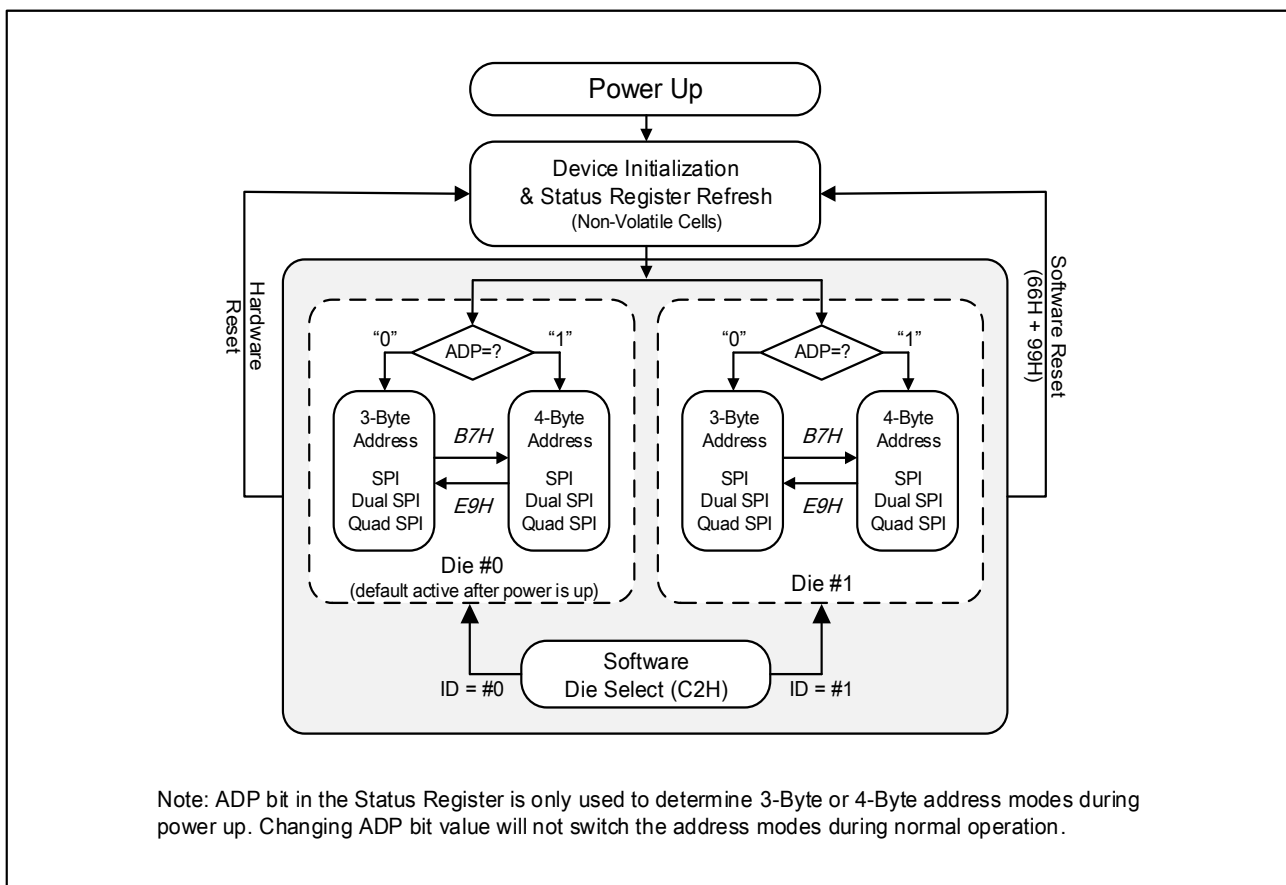 Power Up
Device Initialization
& Status Register Refresh
(Non-Volatile Cells)
Hardware
Reset
Software Reset
(66H + 99H)
“0”
ADP=?
“1”
3-Byte
Address
SPI
Dual SPI
Quad SPI
B7H
E9H
4-Byte
Address
SPI
Dual SPI
Quad SPI
Die #0
(default active after power is up)
“0”
ADP=?
“1”
3-Byte
Address
SPI
Dual SPI
Quad SPI
B7H
E9H
4-Byte
Address
SPI
Dual SPI
Quad SPI
Die #1
Software
Die Select (C2H)
ID = #0
ID = #1
Note: ADP bit in the Status Register is only used to determine 3-Byte or 4-Byte address modes during
power up. Changing ADP bit value will not switch the address modes during normal operation.